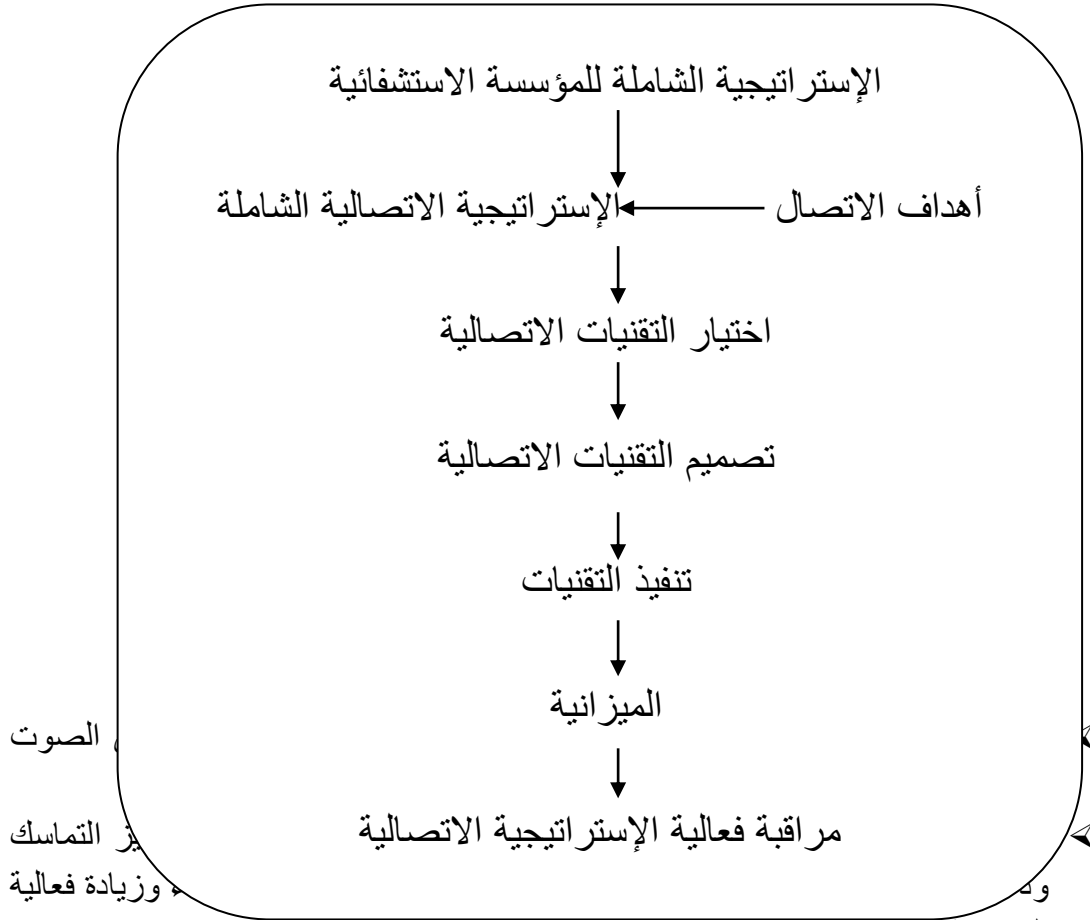 الإستراتيجية الشاملة للمؤسسة الاستشفائية
أهداف الاتصال
الإستراتيجية الاتصالية الشاملة
اختيار التقنيات الاتصالية
تصميم التقنيات الاتصالية
تنفيذ التقنيات
الميزانية
الصوت
مراقبة فعالية الإستراتيجية الاتصالية
التماسك
وزيادة فعالية